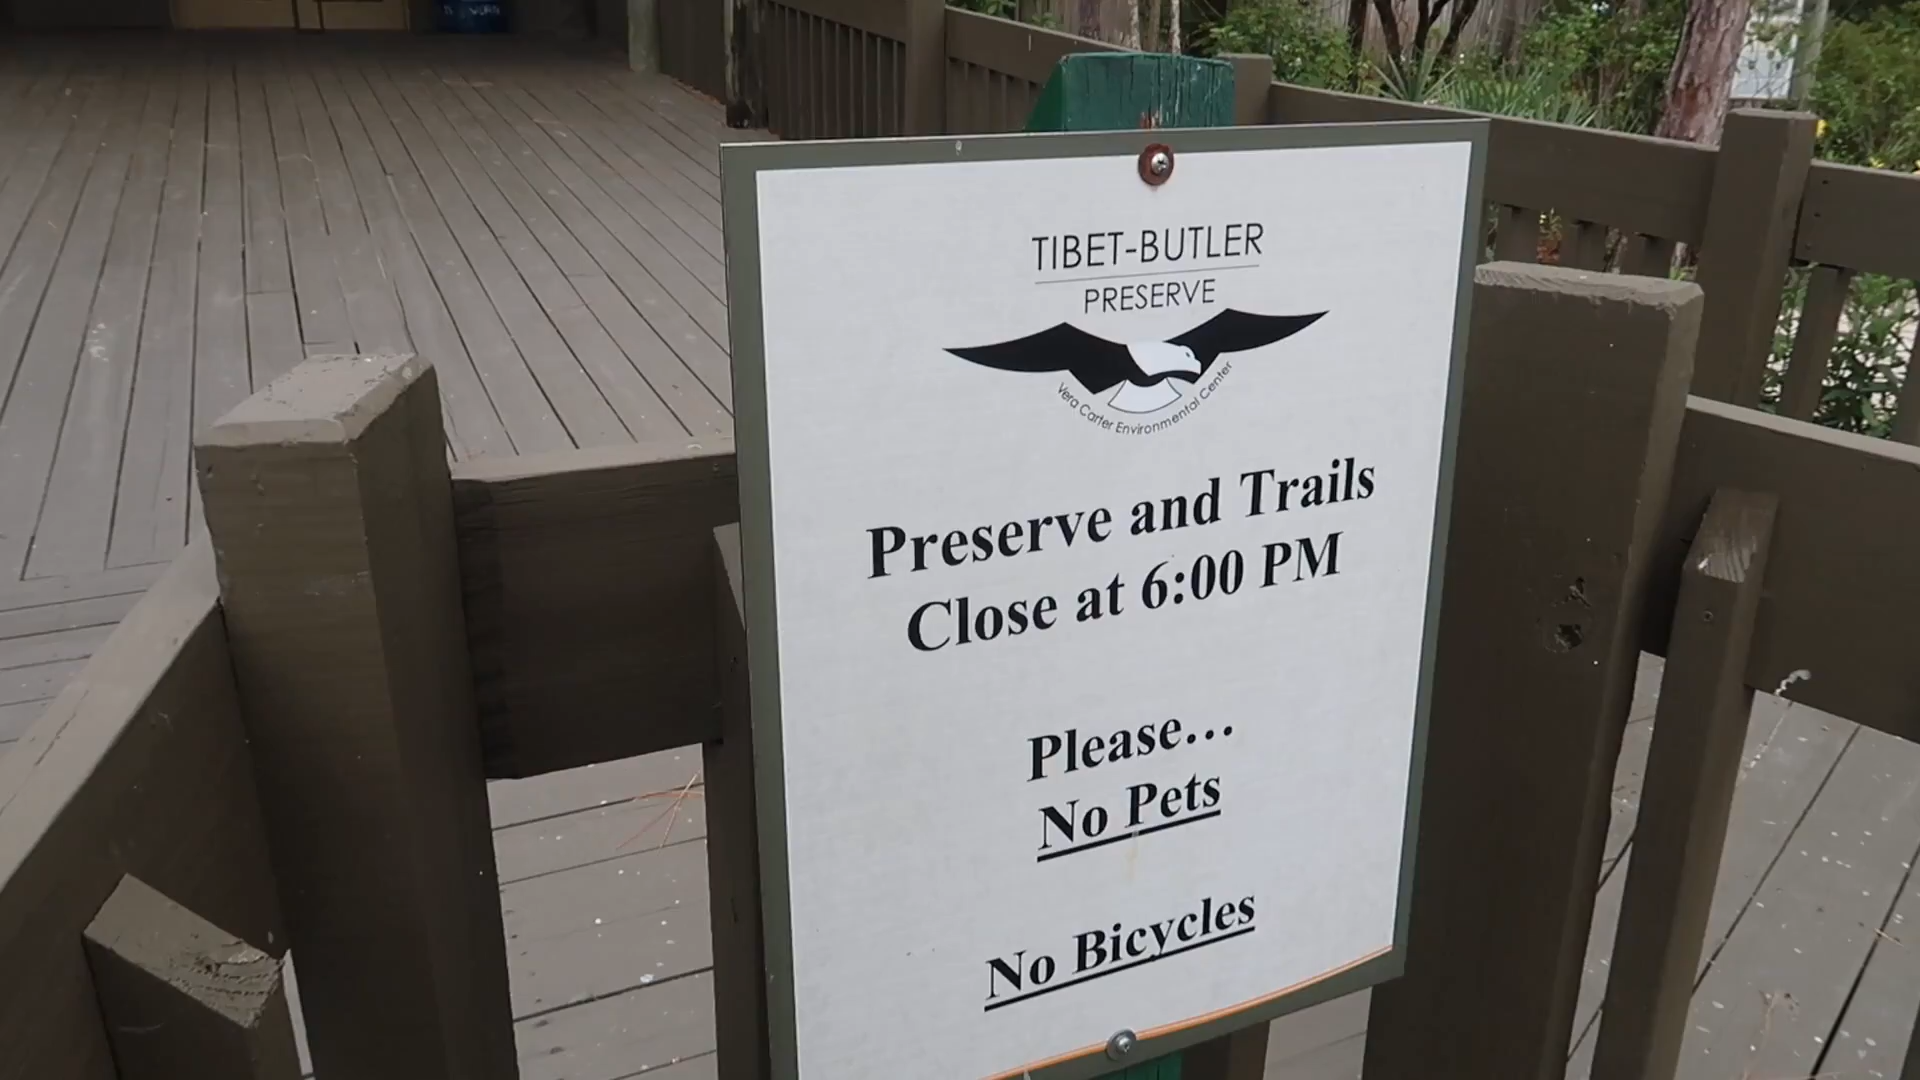 TIBET-BUTLER
PRESERVE
Vera Carter Environmental Center
Preserve and Trails
Close at 6:00 PM
Please...
No Pets
No Bicycles